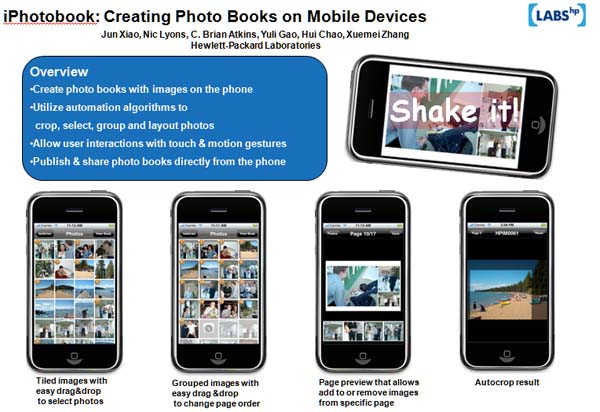 iPhotobook: Creating Photo Books on Mobile Devices
LABS hp
Jun Xiao, Nic Lyons, C. Brian Atkins, Yuli Gao, Hui Chao, Xuemei Zhang
Hewlett-Packard Laboratories
Overview
•Create photo books with images on the phone
•Utilize automation algorithms to
crop, select, group and layout photos
•Allow user interactions with touch & motion gestures
•Publish & share photo books directly from the phone
Shake it!
Photos
Photos
Page 10/17
HPIM0061
Tiled images with
easy drag&drop
to select photos
Grouped images with
easy drag &drop
to change page order
Page preview that allows
add to or remove images
from specific page
Autocrop result